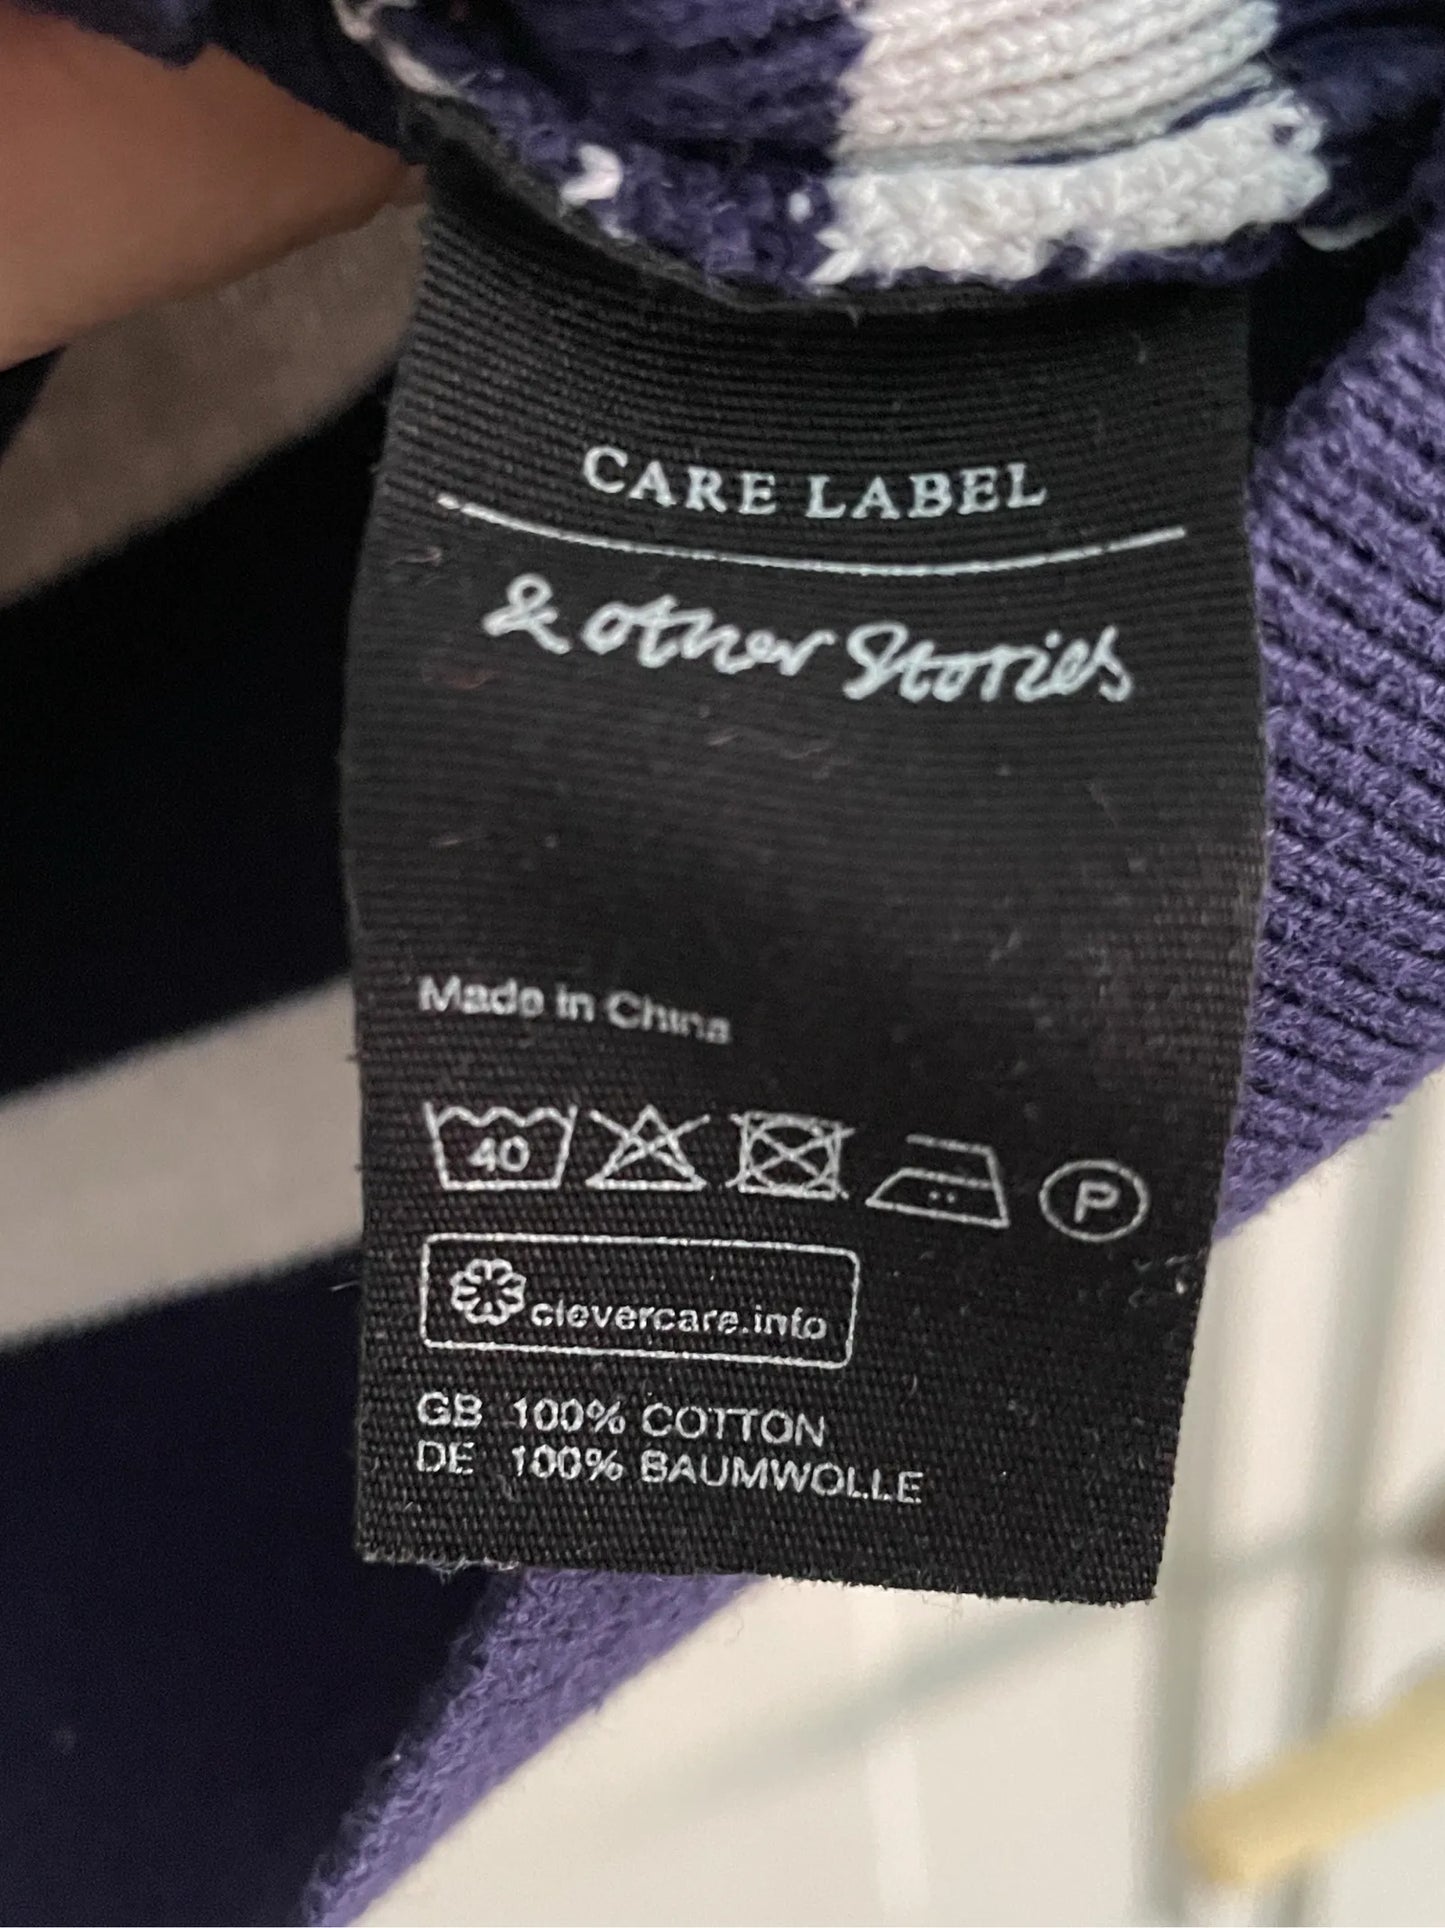 CARE LABEL
& other Stories
Made in China
40
P
clevercare.info
GB 100% COTTON
DE 100% BAUMWOLLE